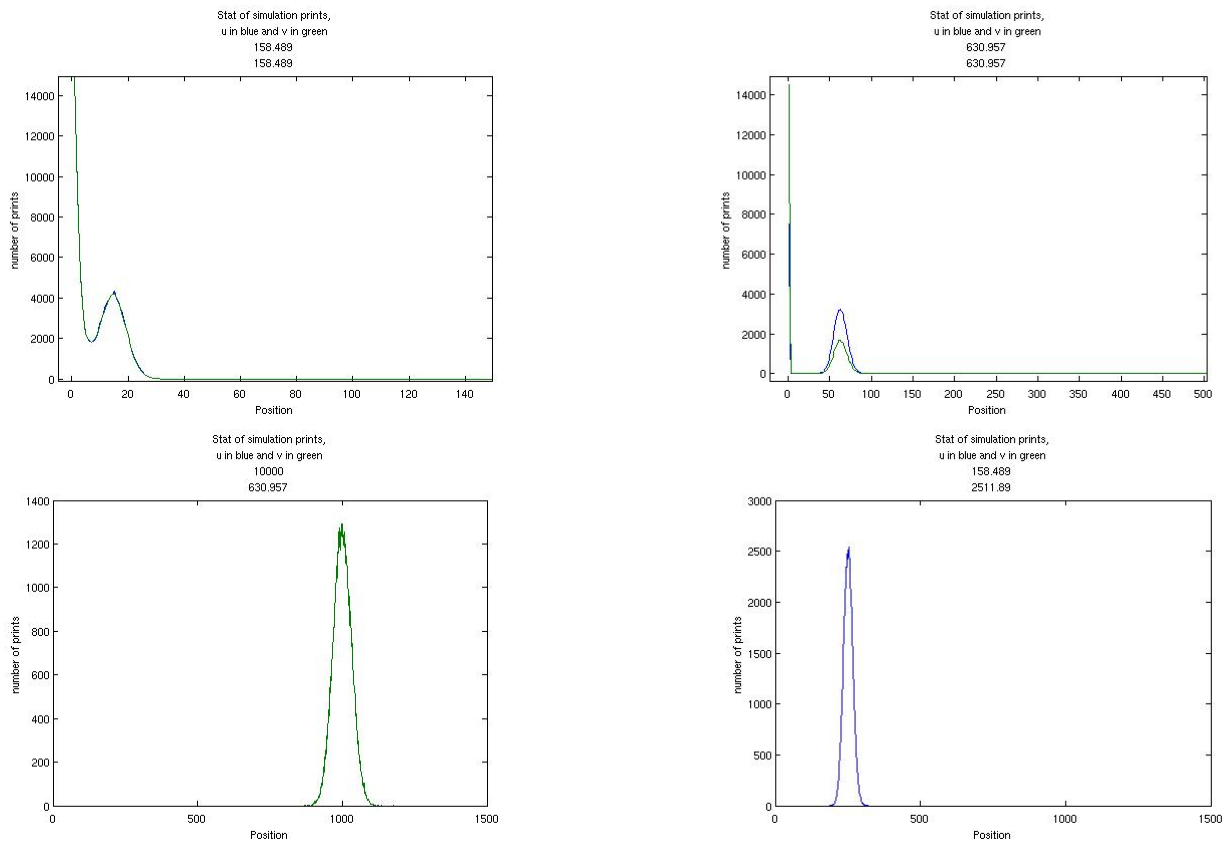 Stat of simulation prints,
u in blue and v in green
158.489
158.489
14000
12000
10000
8000
6000
4000
2000
0
number of prints
0 20 40 60 80 100 120 140
Position
Stat of simulation prints,
u in blue and v in green
630.957
630.957
14000
12000
10000
8000
6000
4000
2000
0
number of prints
0 50 100 150 200 250 300 350 400 450 500
Position
Stat of simulation prints,
u in blue and v in green
10000
630.957
1400
1200
1000
800
600
400
200
0
number of prints
0 500 1000 1500
Position
Stat of simulation prints,
u in blue and v in green
158.489
2511.89
3000
2500
2000
1500
1000
500
0
number of prints
0 500 1000 1500
Position